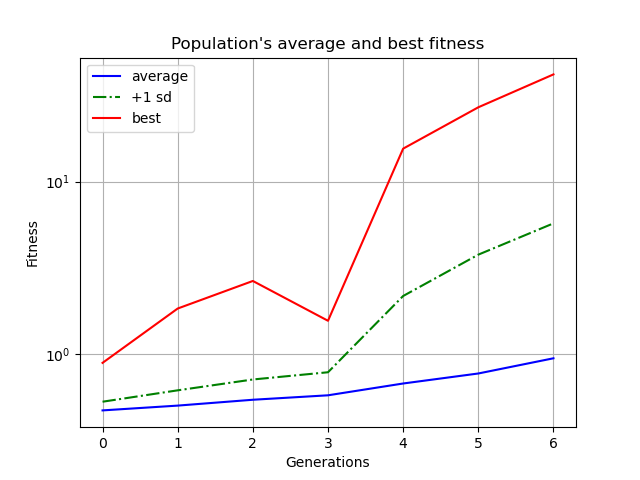 Population's average and best fitness
average
+1 sd
best
10¹
10⁰
Fitness
0 1 2 3 4 5 6
Generations